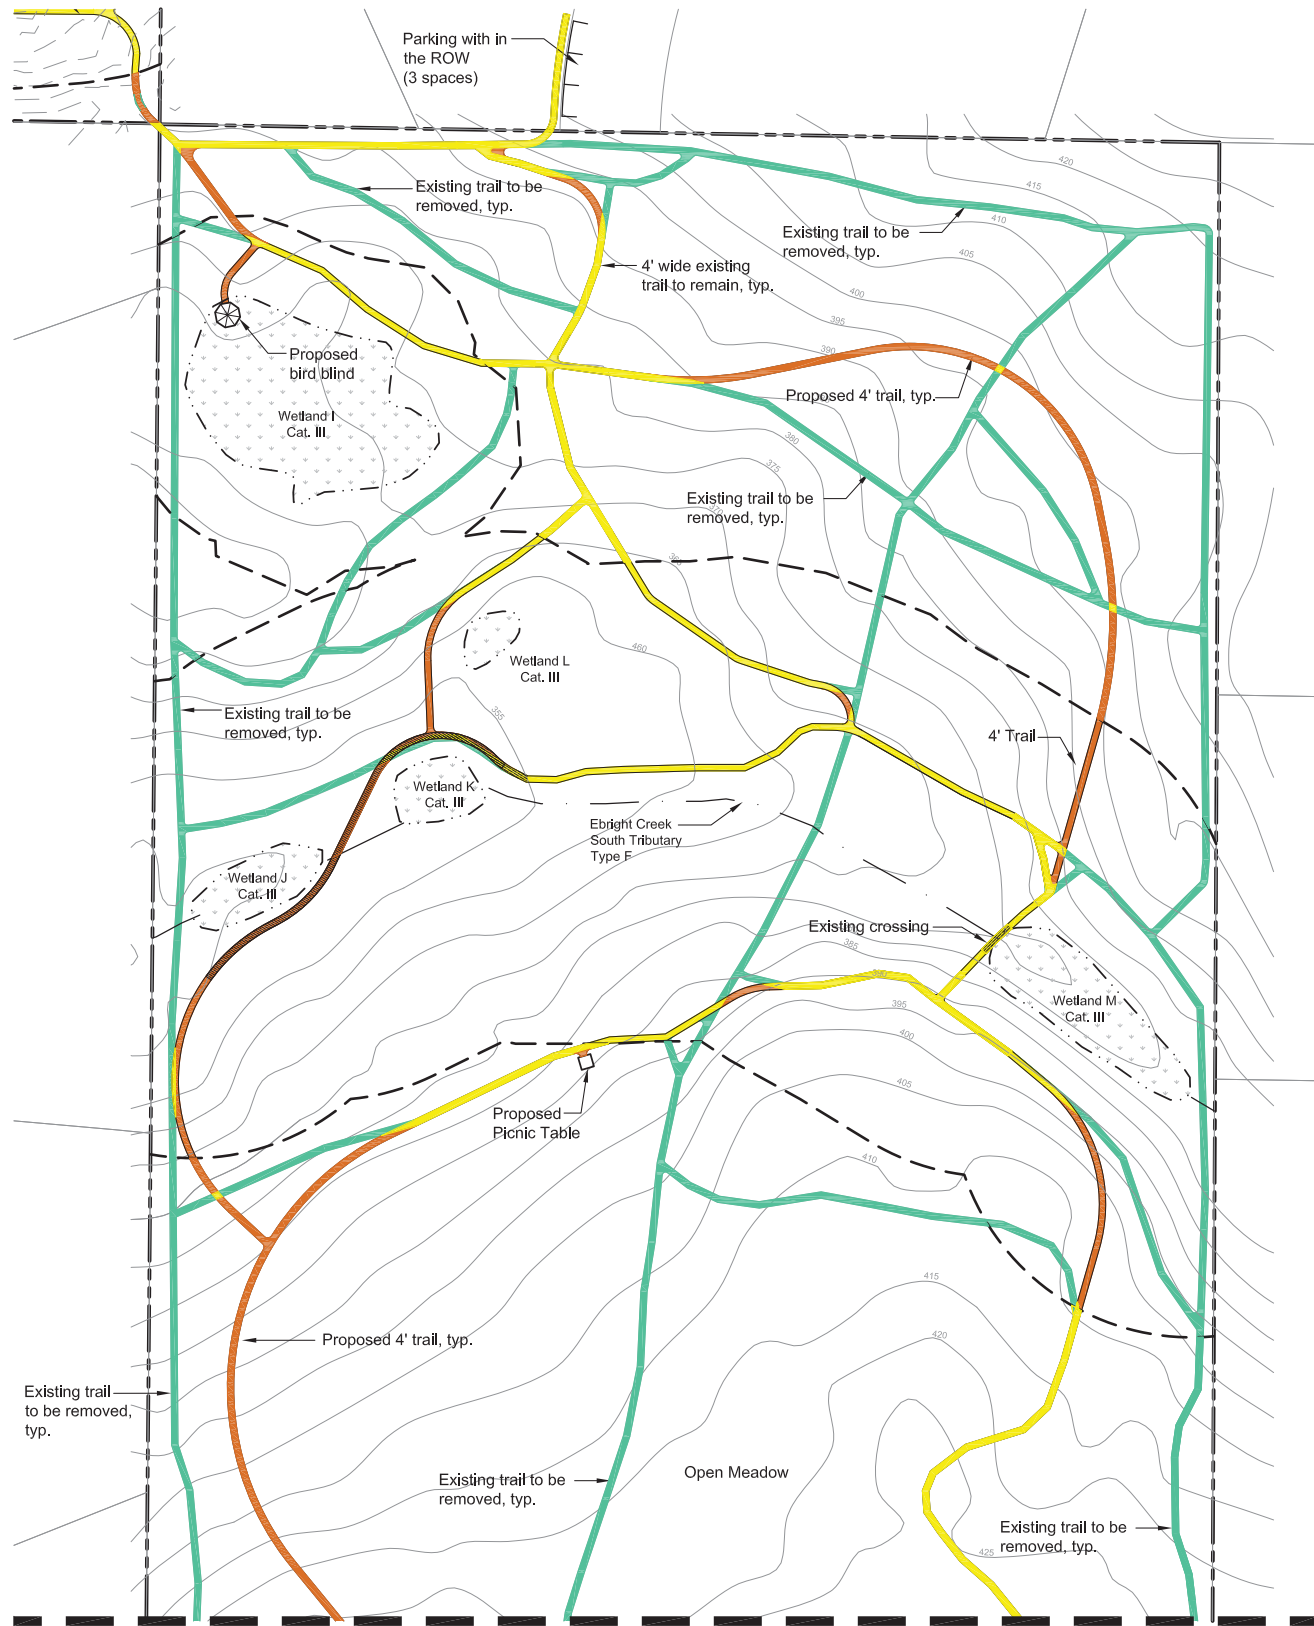 Parking with in
the ROW
(3 spaces)
420
415
Existing trail to be
removed, typ.
410
Existing trail to be
removed, typ.
405
4' wide existing
trail to remain, typ.
400
395
390
Proposed
bird blind
Proposed 4' trail, typ.
Wetland I
Cat. III
380
375
Existing trail to be
removed, typ.
370
365
460
Wetland L
Cat. III
355
Existing trail to be
removed, typ.
4' Trail
Wetland K
Cat. III
Ebright Creek
South Tributary
Type F
Wetland J
Cat. III
Existing crossing
385
390
395
Wetland M
Cat. III
400
405
Proposed
Picnic Table
410
415
420
Proposed 4' trail, typ.
Existing trail
to be removed,
typ.
Open Meadow
Existing trail to be
removed, typ.
Existing trail to be
removed, typ.
425